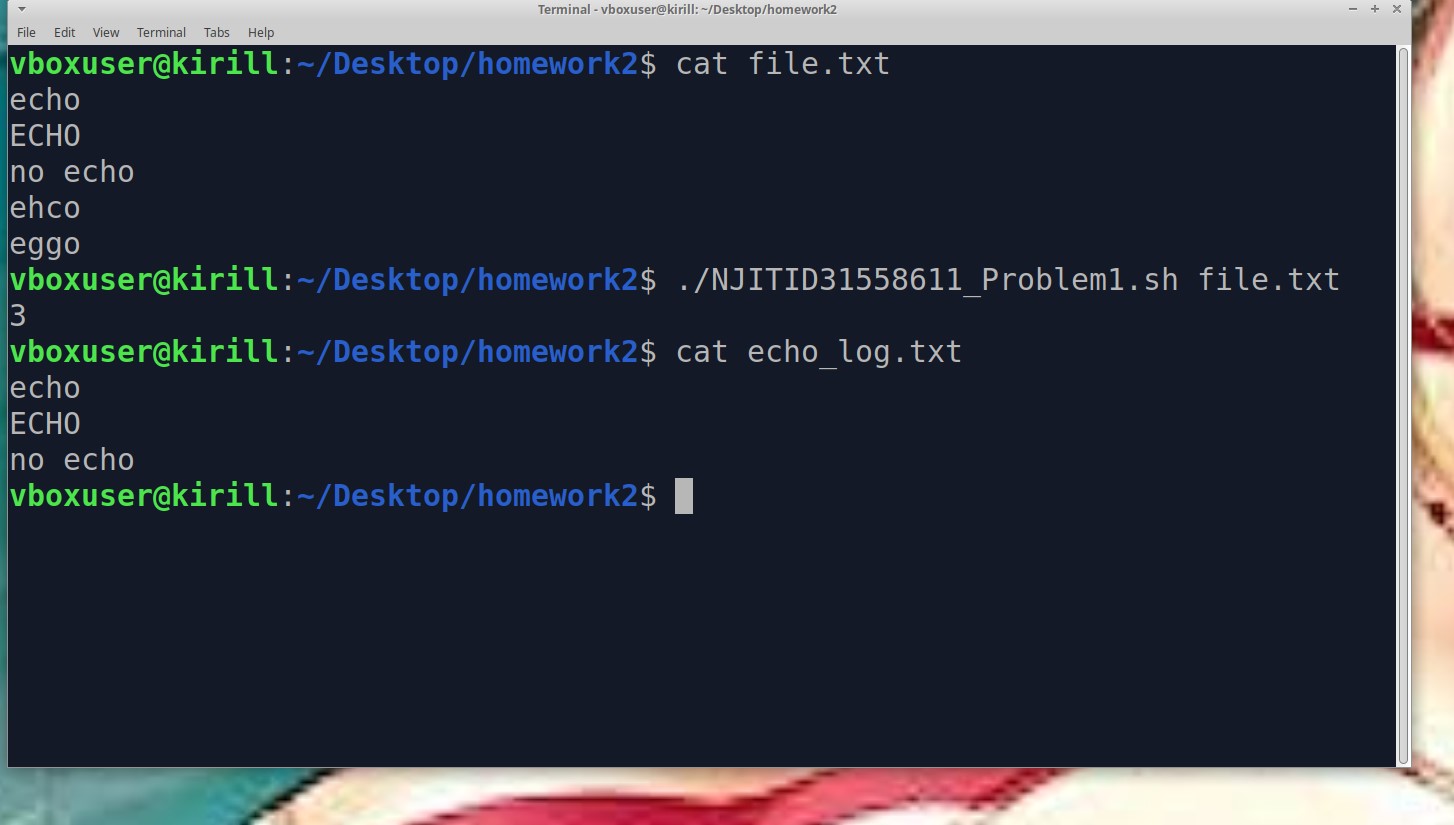 Terminal - vboxuser@kirill: ~/Desktop/homework2
File Edit View Terminal Tabs Help
vboxuser@kirill:~/Desktop/homework2$ cat file.txt
echo
ECHO
no echo
ehco
eggo
vboxuser@kirill:~/Desktop/homework2$ ./NJITID31558611_Problem1.sh file.txt
3
vboxuser@kirill:~/Desktop/homework2$ cat echo_log.txt
echo
ECHO
no echo
vboxuser@kirill:~/Desktop/homework2$